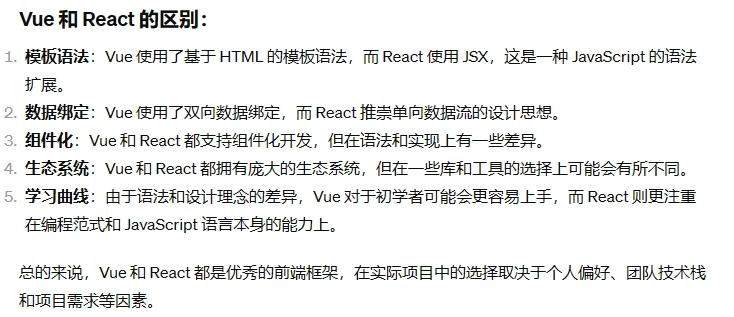 Vue 和 React 的区别：
1. 模板语法：Vue 使用了基于 HTML 的模板语法，而 React 使用 JSX，这是一种 JavaScript 的语法
扩展。
2. 数据绑定：Vue 使用了双向数据绑定，而 React 推崇单向数据流的设计思想。
3. 组件化：Vue 和 React 都支持组件化开发，但在语法和实现上有一些差异。
4. 生态系统：Vue 和 React 都拥有庞大的生态系统，但在一些库和工具的选择上可能会有所不同。
5. 学习曲线：由于语法和设计理念的差异，Vue 对于初学者可能会更容易上手，而 React 则更注重
在编程范式和 JavaScript 语言本身的能力上。
总的来说，Vue 和 React 都是优秀的前端框架，在实际项目中的选择取决于个人偏好、团队技术栈
和项目需求等因素。